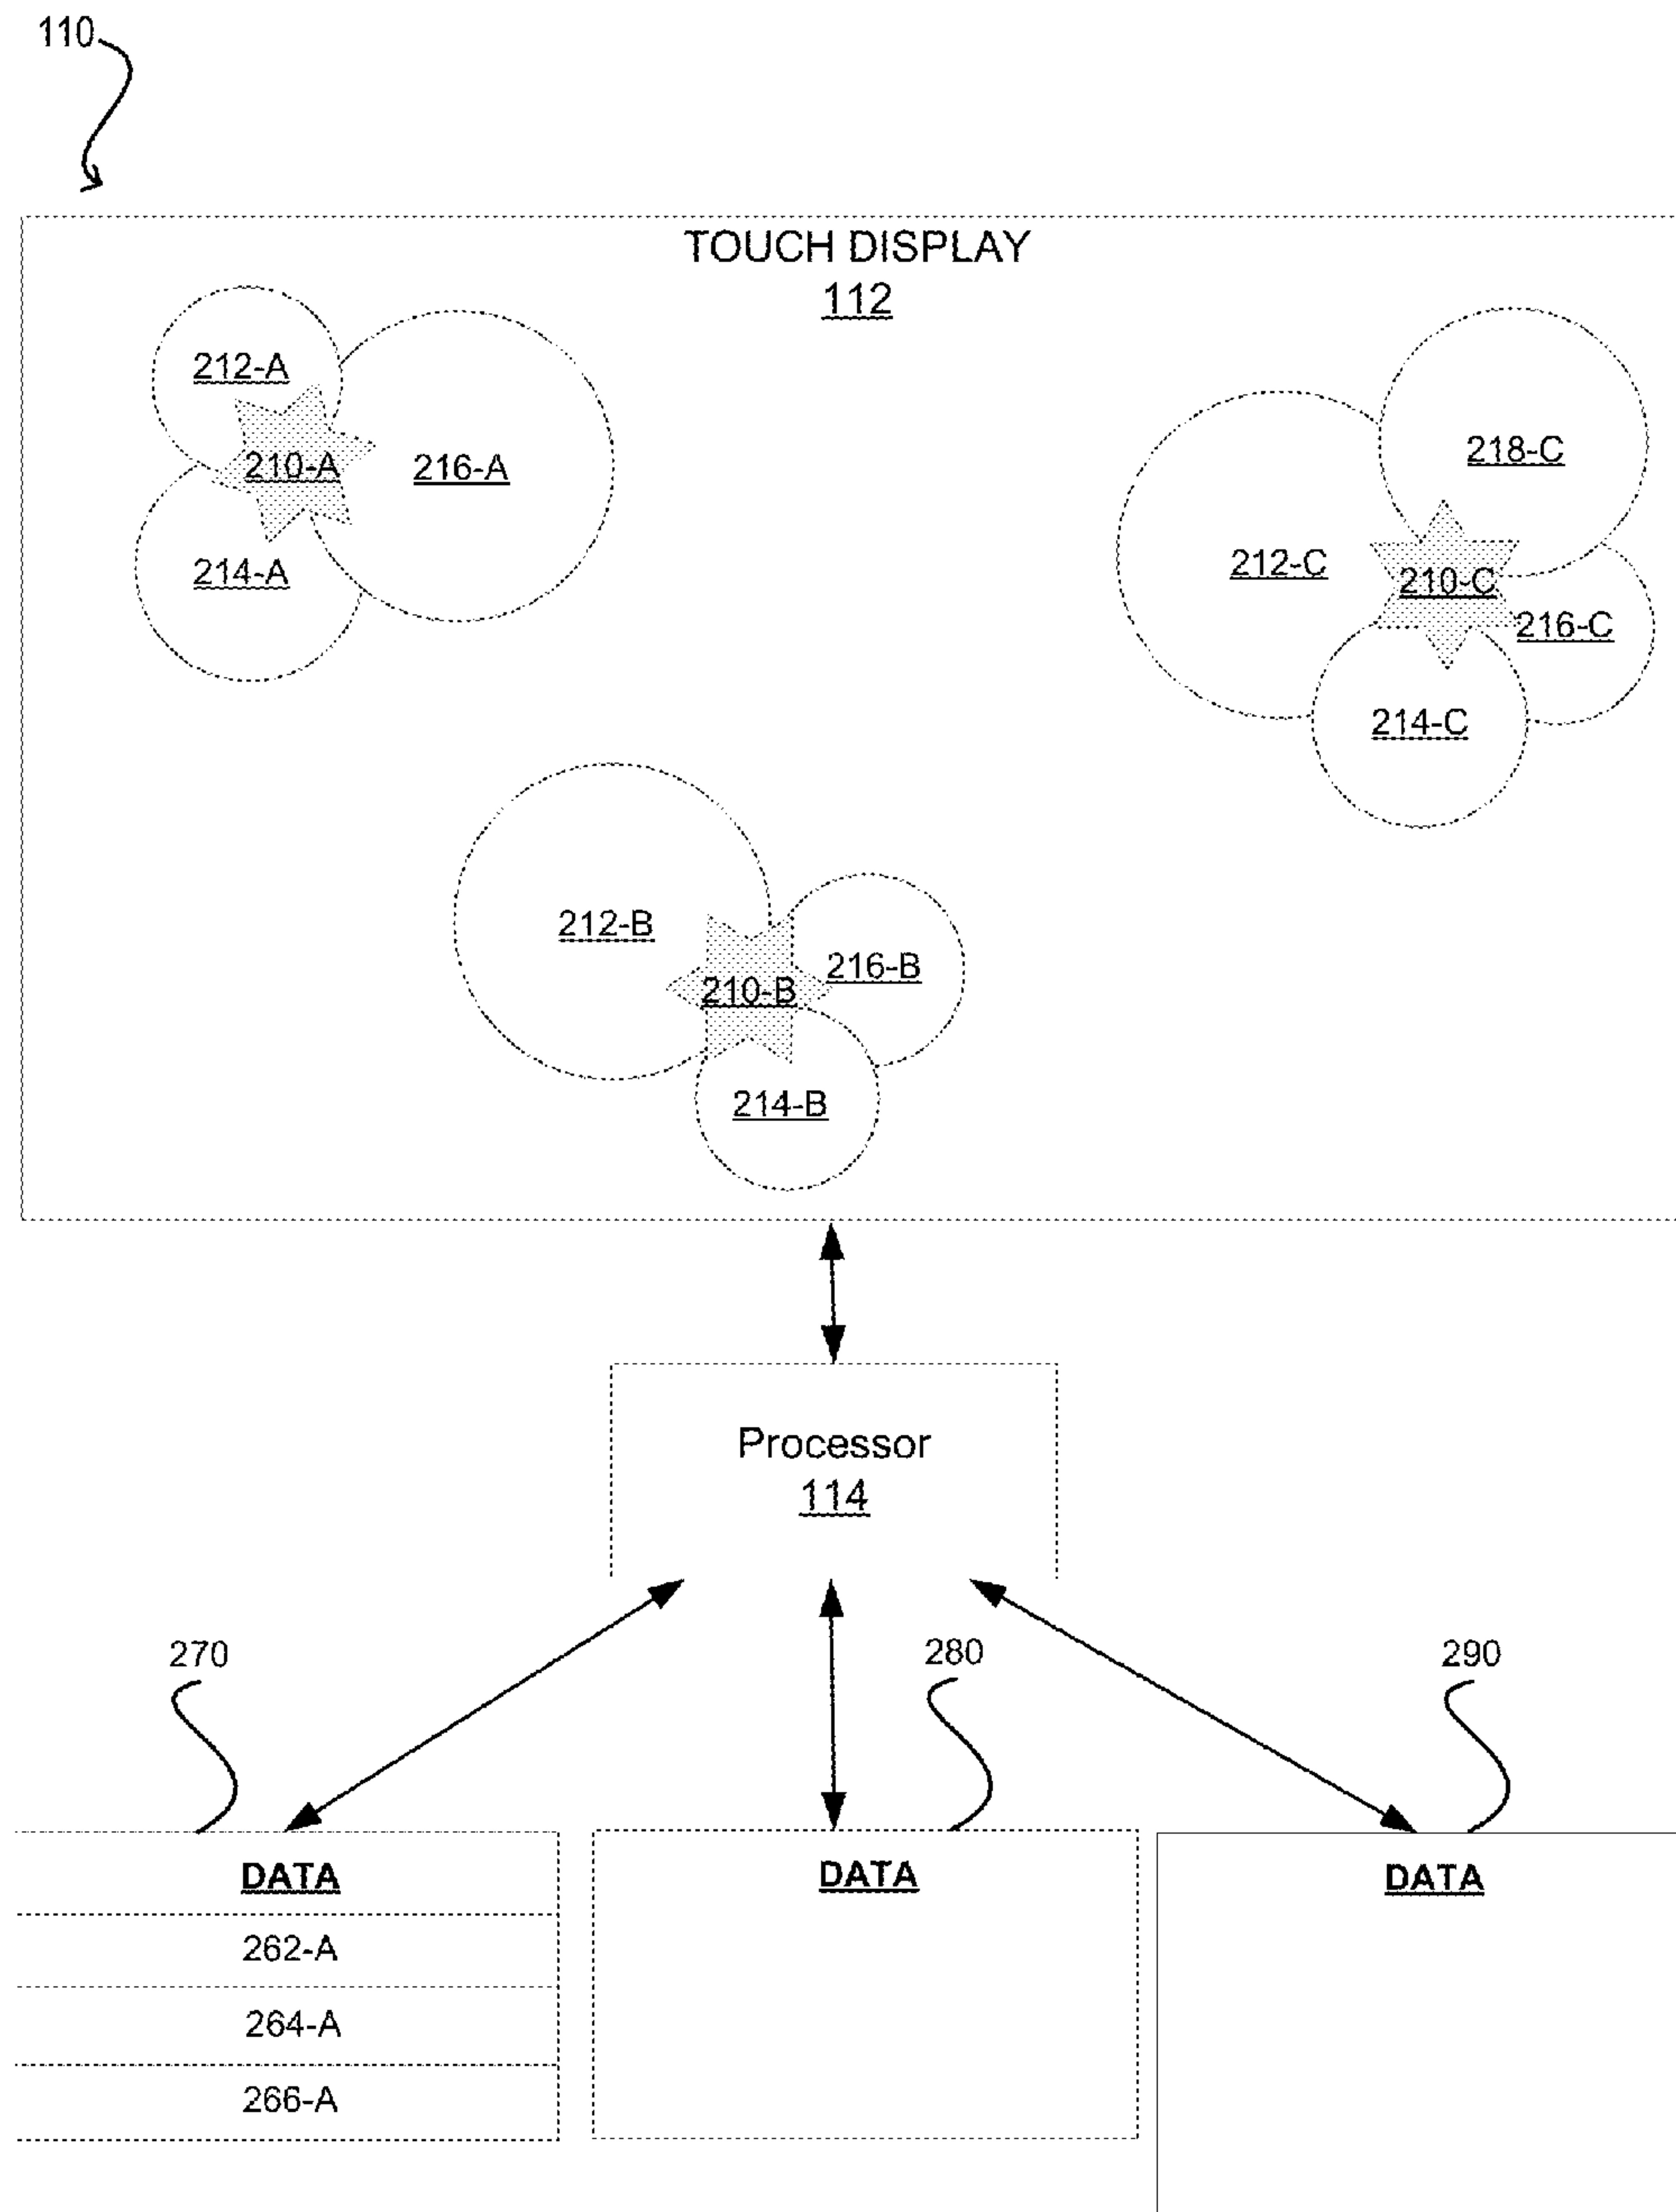 110
TOUCH DISPLAY
112
212-A
210-A
216-A
214-A
218-C
212-C
210-C
216-C
214-C
212-B
216-B
210-B
214-B
Processor
114
270
280
290
DATA
DATA
DATA
262-A
264-A
266-A